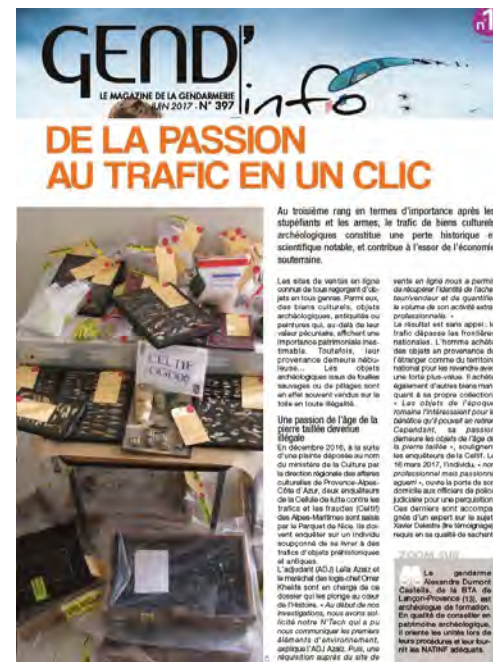 n°1
GEND'
info
LE MAGAZINE DE LA GENDARMERIE
JUIN 2017 - N° 397
DE LA PASSION
AU TRAFIC EN UN CLIC
CELTIF
OGD06
Au troisième rang en termes d'importance après les
stupéfiants et les armes, le trafic de biens culturels
archéologiques constitue une perte historique et
scientifique notable, et contribue à l'essor de l'économie
souterraine.
Les sites de ventes en ligne
connus de tous regorgent d'ob-
jets en tous genres. Parmi eux,
des biens culturels, objets
archéologiques, antiquités ou
peintures qui, au-delà de leur
valeur pécuniaire, affichent une
importance patrimoniale ines-
timable. Toutefois, leur
provenance demeure nébu-
leuse... Les objets
archéologiques issus de fouilles
sauvages ou de pillages sont
en effet souvent vendus sur la
toile en toute illégalité.
Une passion de l'âge de la
pierre taillée devenue
illégale
En décembre 2016, à la suite
d'une plainte déposée au nom
du ministère de la Culture par
la direction régionale des affaires
culturelles de Provence-Alpes-
Côte d'Azur, deux enquêteurs
de la Cellule de lutte contre les
trafics et les fraudes (Celtif)
des Alpes-Maritimes sont saisis
par le Parquet de Nice. Ils doi-
vent enquêter sur un individu
soupçonné de se livrer à des
trafics d'objets préhistoriques
et antiques.
L'adjudant (ADJ) Leïla Azaiz et
le maréchal des logis-chef Omer
Khelifa sont en charge de ce
dossier qui les plonge au cœur
de l'Histoire. « Au début de nos
investigations, nous avons sol-
licité notre N'Tech qui a pu
nous communiquer les premiers
éléments d'environnement,
explique l'ADJ Azaiz. Puis, une
réquisition auprès du site de
vente en ligne nous a permis
de récupérer l'identité de l'ache-
teur/vendeur et de quantifier
le volume de son activité extra-
professionnelle. »
Le résultat est sans appel : le
trafic dépasse les frontières
nationales. L'homme achète
des objets en provenance de
l'étranger comme du territoire
national pour les revendre avec
une forte plus-value. Il achète
également d'autres biens man-
quant à sa propre collection.
« Les objets de l'époque
romaine l'intéressaient pour le
bénéfice qu'il pouvait en retirer.
Cependant, sa passion
demeure les objets de l'âge de
la pierre taillée », soulignent
les enquêteurs de la Celtif. Le
16 mars 2017, l'individu, « non
professionnel mais passionné
aguerri », ouvre la porte de son
domicile aux officiers de police
judiciaire pour une perquisition.
Ces derniers sont accompa-
gnés d'un expert sur le sujet,
Xavier Delestre (lire témoignage),
requis en sa qualité de sachant
ZOOM SUR
Le gendarme
Alexandre Dumont
Castells, de la BTA de
Lançon-Provence (13), est
archéologue de formation.
En qualité de conseiller en
patrimoine archéologique,
il oriente les unités lors de
leurs procédures et leur four-
nit les NATINF adéquats.